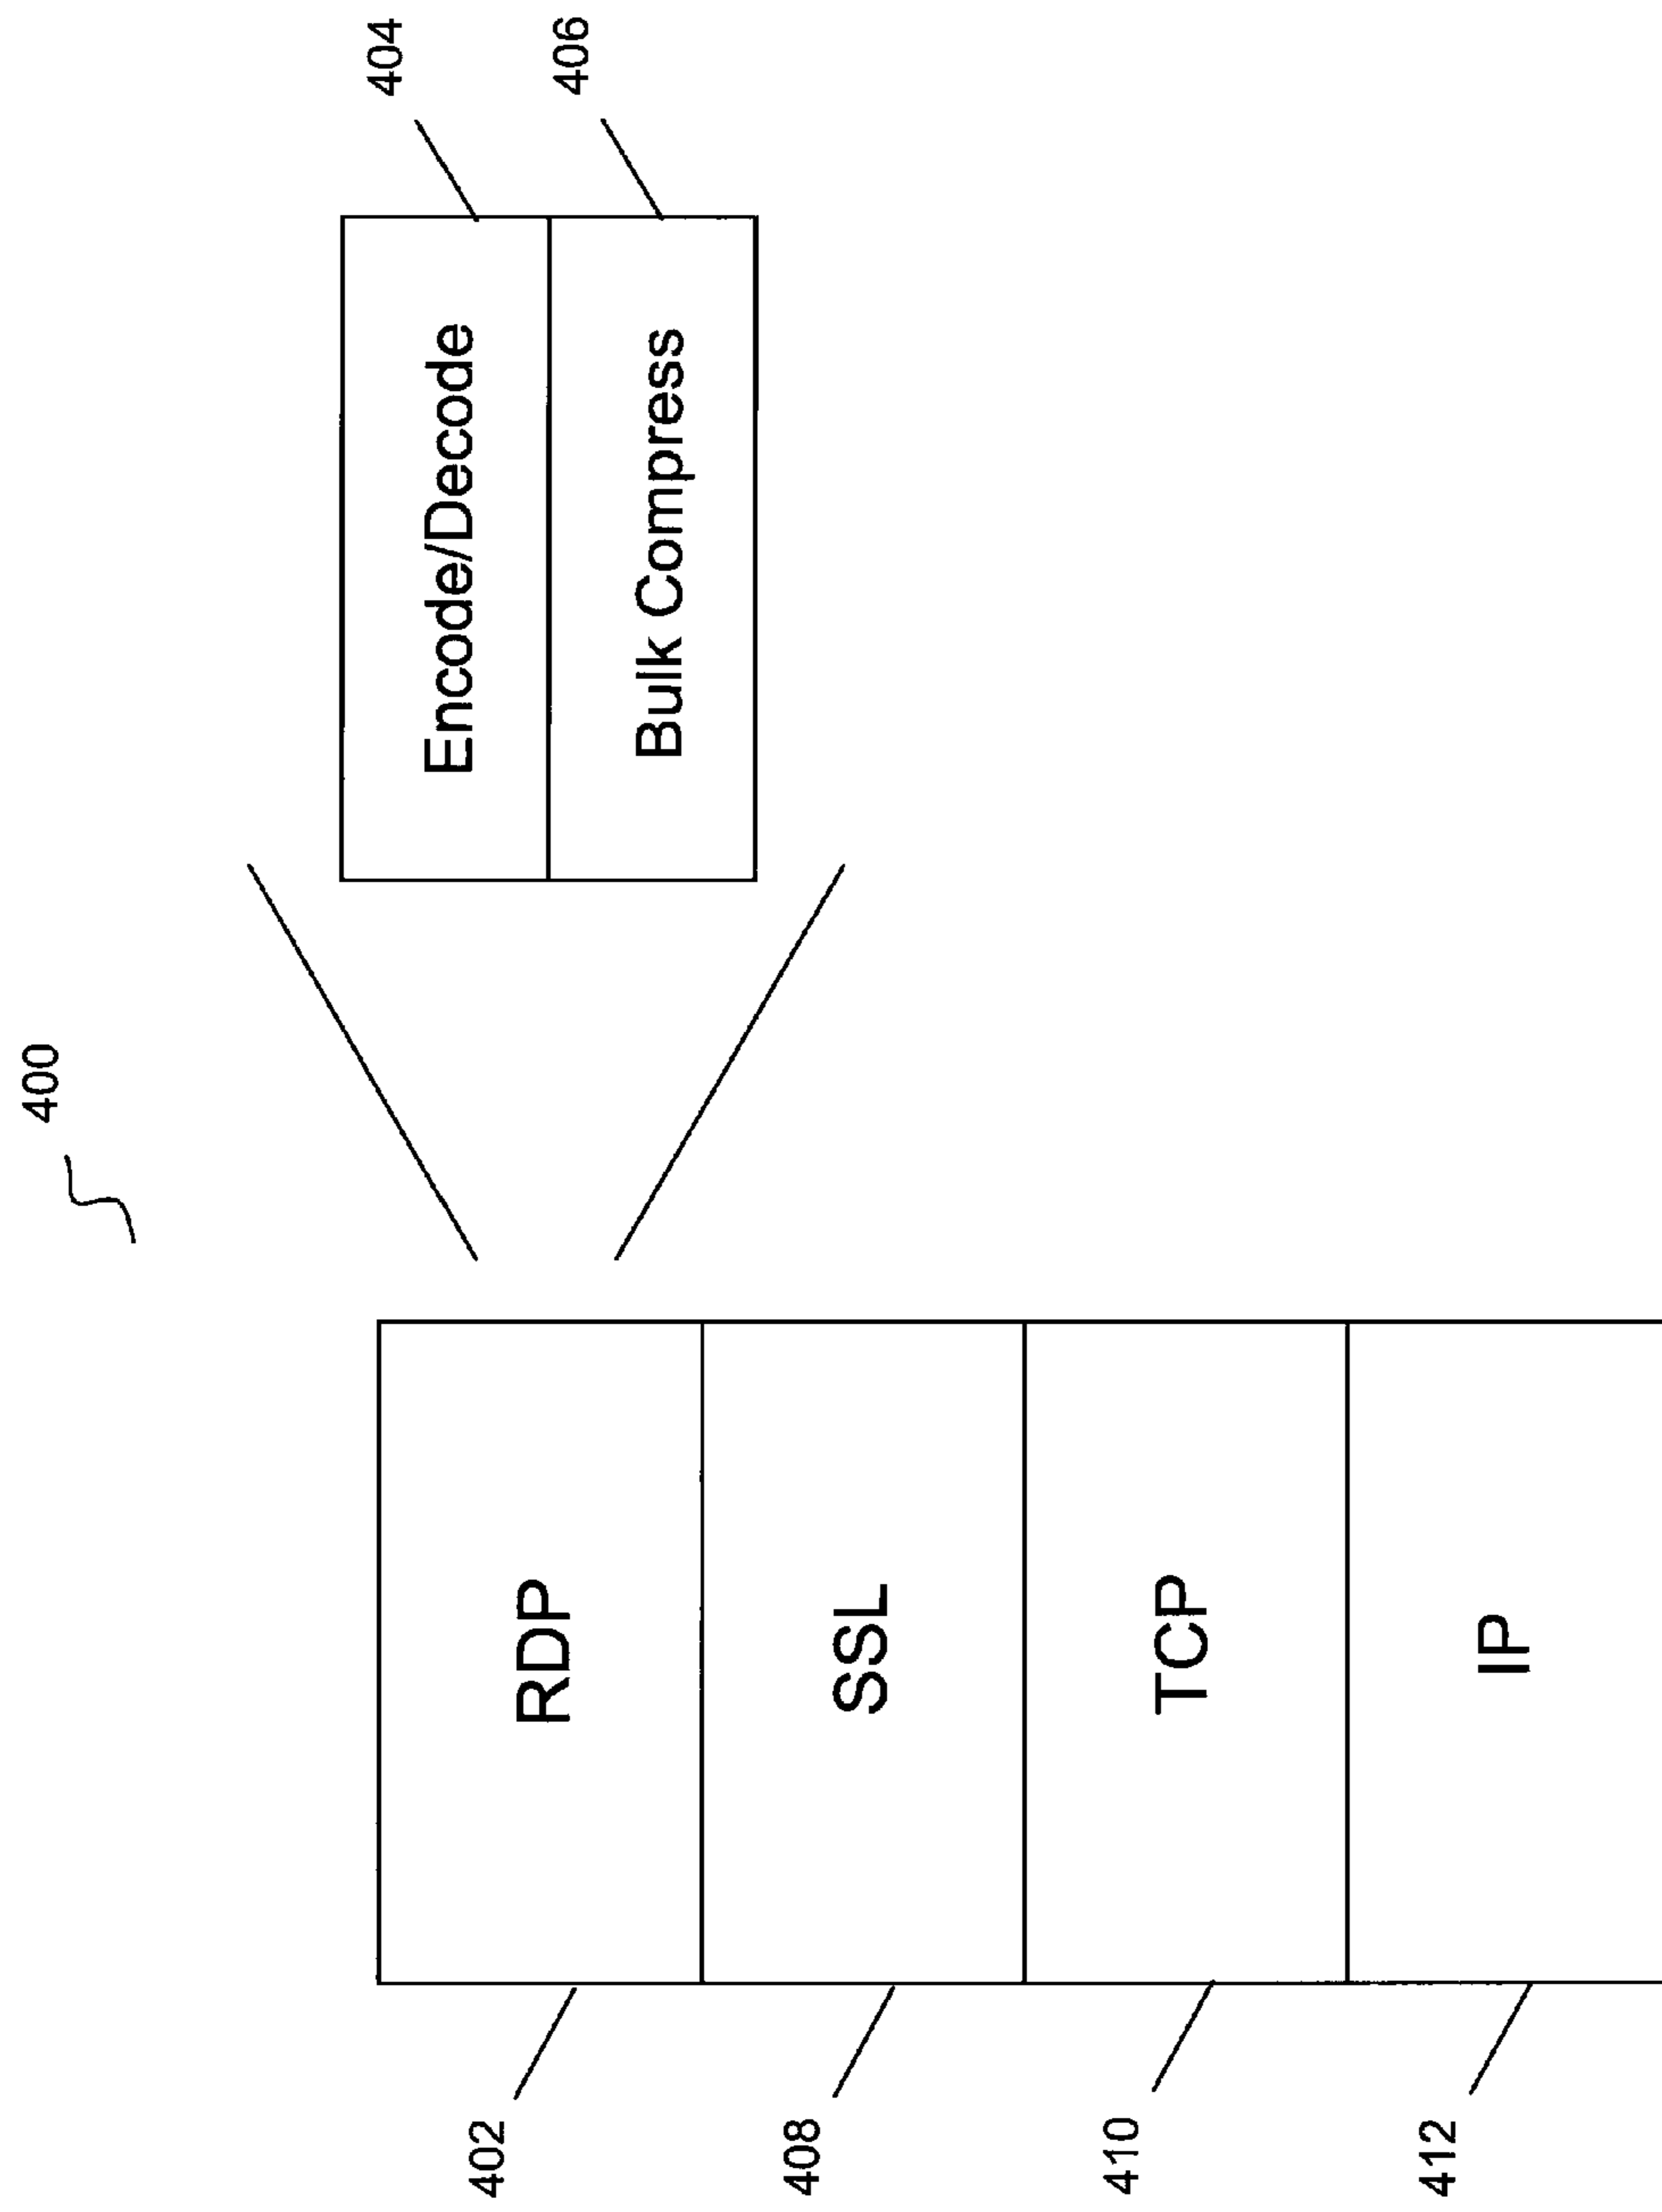 400
404
Encode/Decode
406
Bulk Compress
402
RDP
408
SSL
410
TCP
412
IP